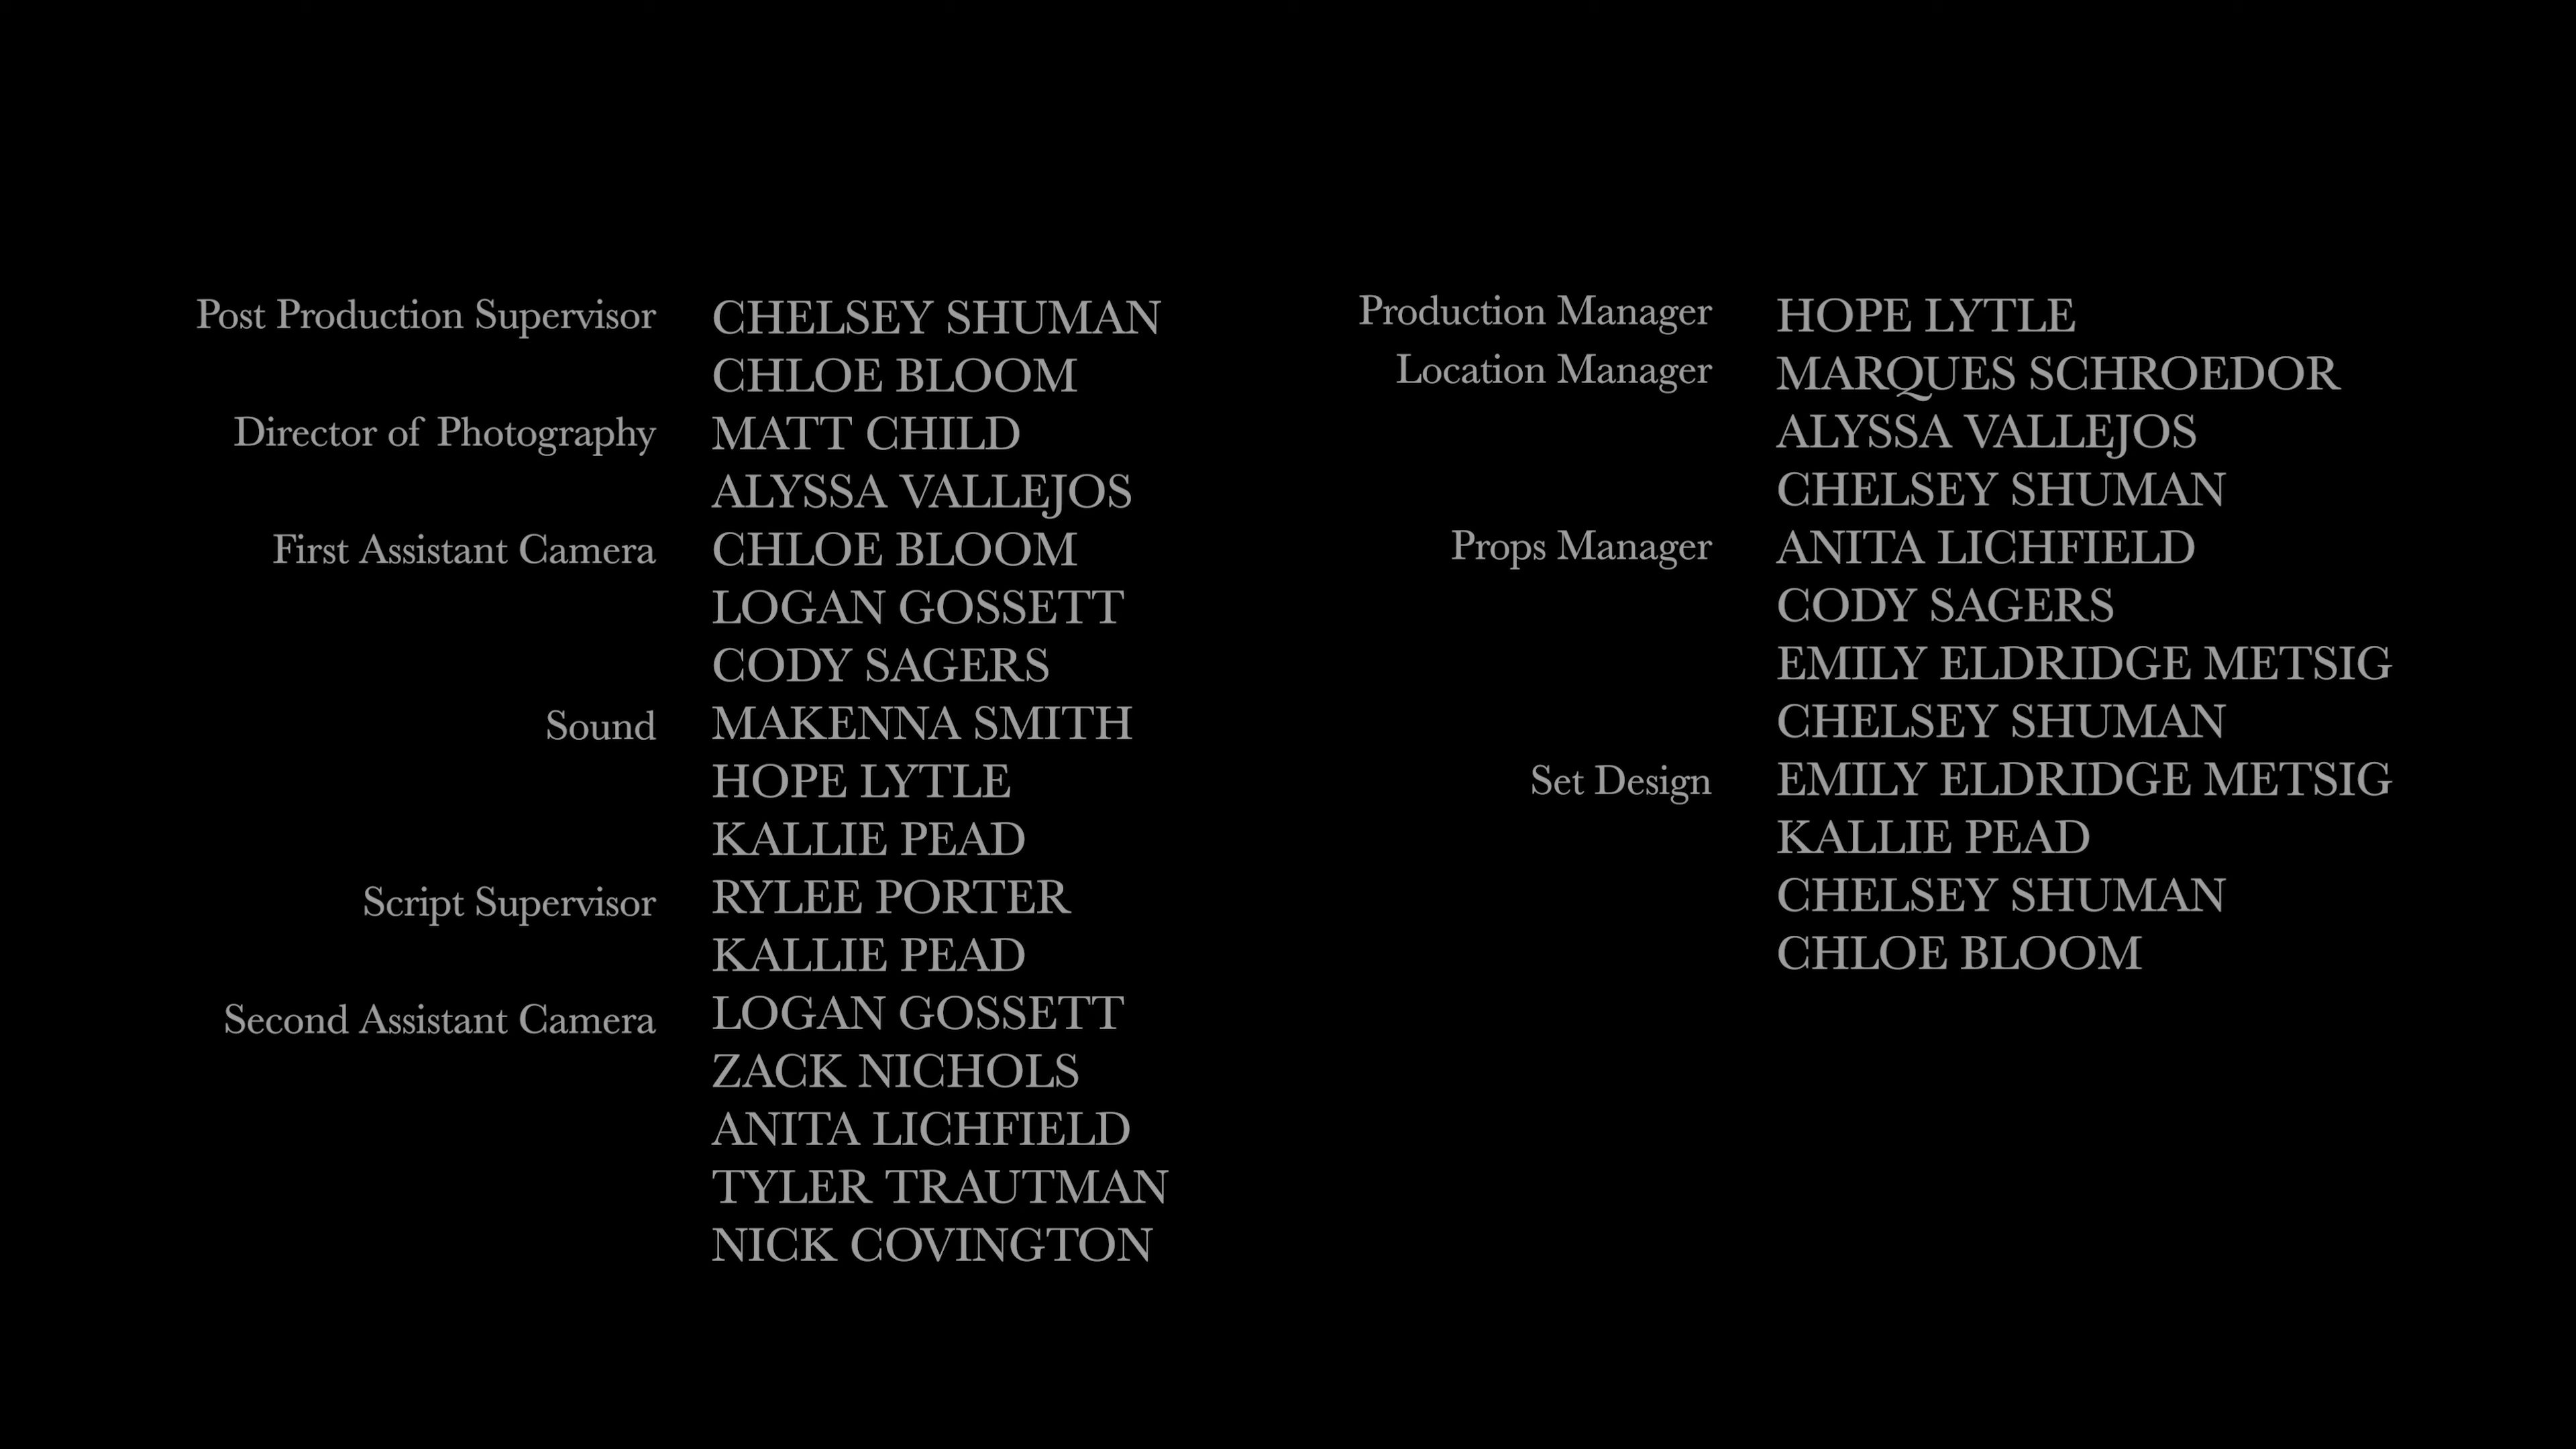 Post Production Supervisor CHELSEY SHUMAN
CHLOE BLOOM
Director of Photography MATT CHILD
ALYSSA VALLEJOS
First Assistant Camera CHLOE BLOOM
LOGAN GOSSETT
CODY SAGERS
Sound MAKENNA SMITH
HOPE LYTLE
KALLIE PEAD
Script Supervisor RYLEE PORTER
KALLIE PEAD
Second Assistant Camera LOGAN GOSSETT
ZACK NICHOLS
ANITA LICHFIELD
TYLER TRAUTMAN
NICK COVINGTON
Production Manager HOPE LYTLE
Location Manager MARQUES SCHROEDOR
ALYSSA VALLEJOS
CHELSEY SHUMAN
Props Manager ANITA LICHFIELD
CODY SAGERS
EMILY ELDRIDGE METSIG
CHELSEY SHUMAN
Set Design EMILY ELDRIDGE METSIG
KALLIE PEAD
CHELSEY SHUMAN
CHLOE BLOOM